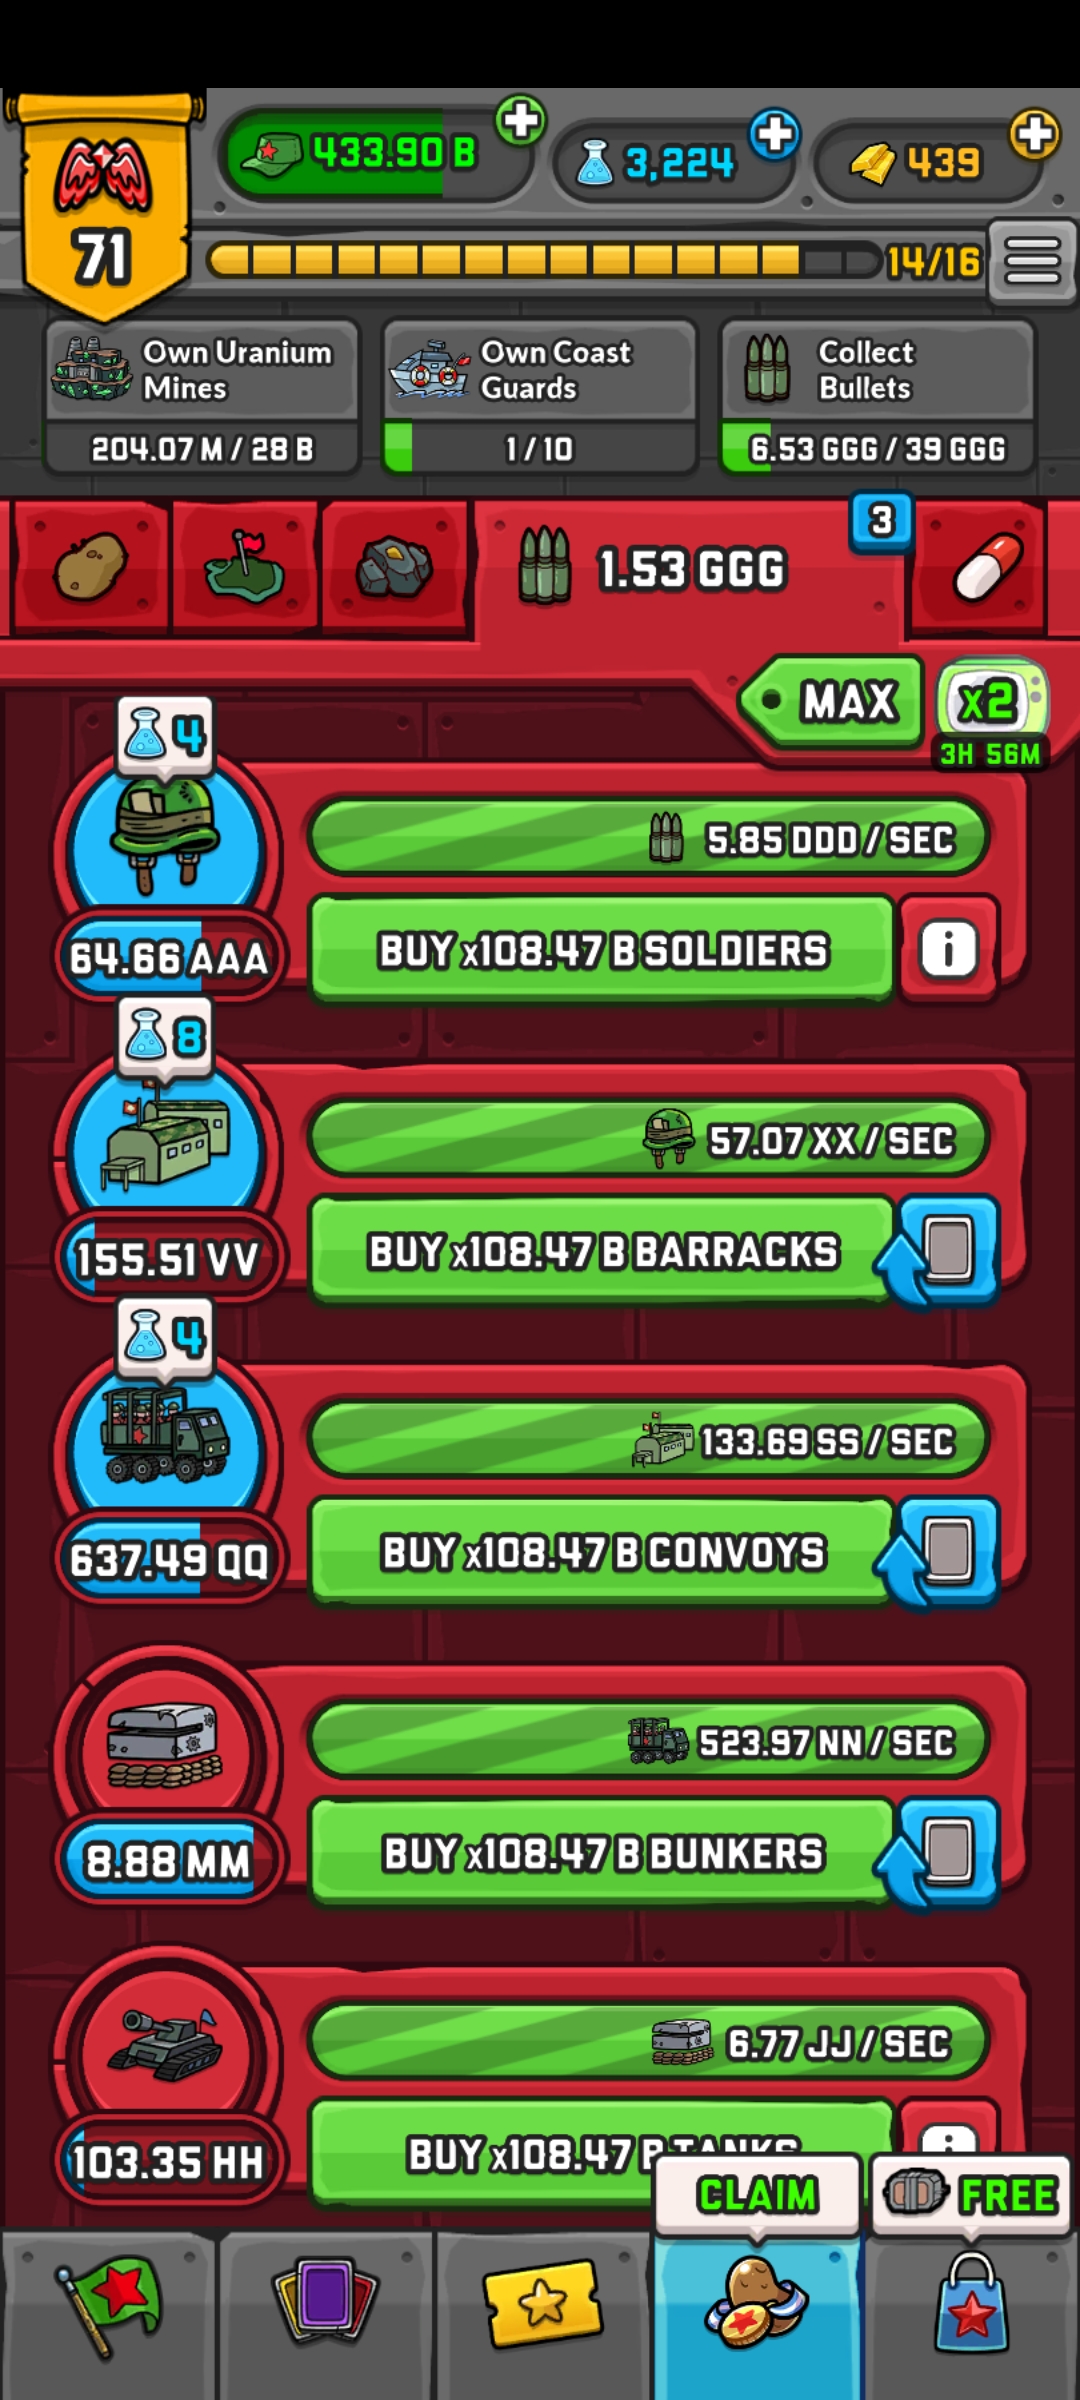 71
433.90 B
3,224
439
14/16
Own Uranium
Mines
204.07 M / 28 B
Own Coast
Guards
1 / 10
Collect
Bullets
6.53 GGG / 39 GGG
1.53 GGG
3
MAX
x2
3H 56M
4
5.85 DDD / SEC
64.66 AAA
BUY x108.47 B SOLDIERS
8
57.07 XX / SEC
155.51 VV
BUY x108.47 B BARRACKS
4
133.69 SS / SEC
637.49 QQ
BUY x108.47 B CONVOYS
523.97 NN / SEC
8.88 MM
BUY x108.47 B BUNKERS
6.77 JJ / SEC
103.35 HH
BUY x108.47 B TANKS
CLAIM
FREE